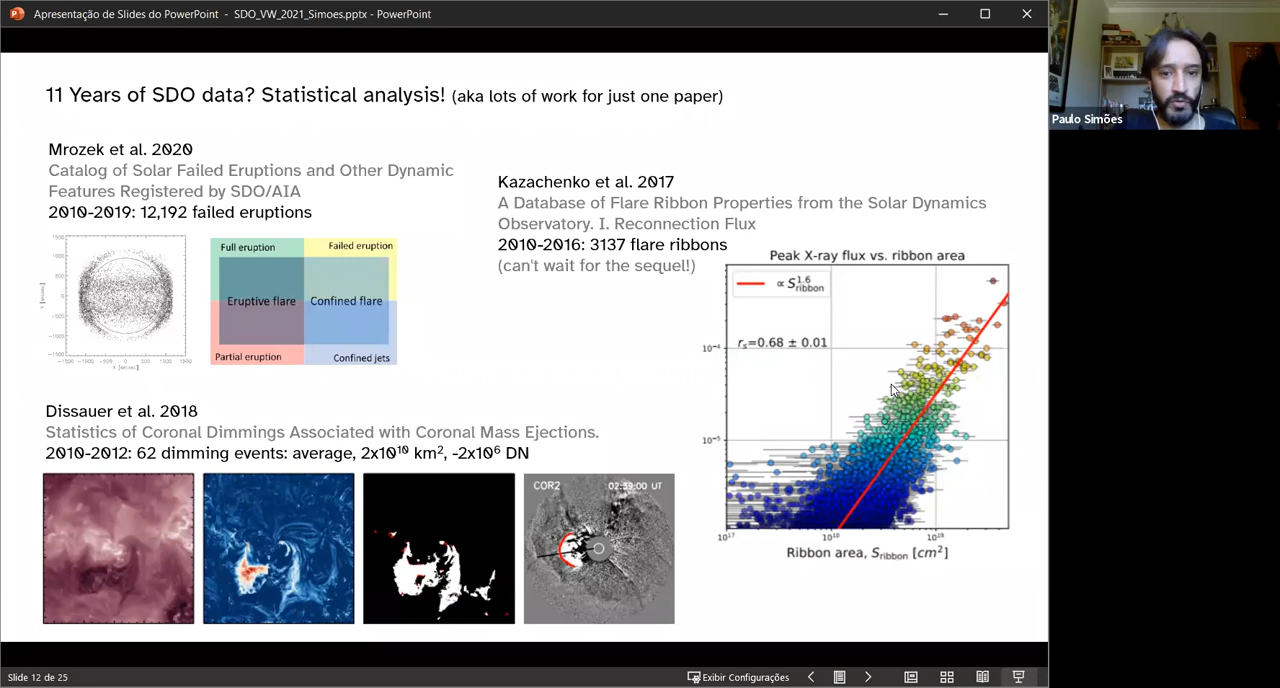 Apresentação de Slides do PowerPoint - SDO_VW_2021_Simoes.pptx - PowerPoint
11 Years of SDO data? Statistical analysis! (aka lots of work for just one paper)
Mrozek et al. 2020
Catalog of Solar Failed Eruptions and Other Dynamic
Features Registered by SDO/AIA
2010-2019: 12,192 failed eruptions
Full eruption
Failed eruption
Eruptive flare
Confined flare
Partial eruption
Confined jets
Kazachenko et al. 2017
A Database of Flare Ribbon Properties from the Solar Dynamics
Observatory. I. Reconnection Flux
2010-2016: 3137 flare ribbons
(can't wait for the sequel!)
Peak X-ray flux vs. ribbon area
∝ S^1.6_ribbon
r_s=0.68 ± 0.01
10^-4
10^-5
10^17
10^18
10^19
Ribbon area, S_ribbon [cm^2]
Dissauer et al. 2018
Statistics of Coronal Dimmings Associated with Coronal Mass Ejections.
2010-2012: 62 dimming events: average, 2x10^10 km^2, -2x10^6 DN
COR2
02:39:00 UT
Paulo Simões
Slide 12 de 25
Exibir Configurações